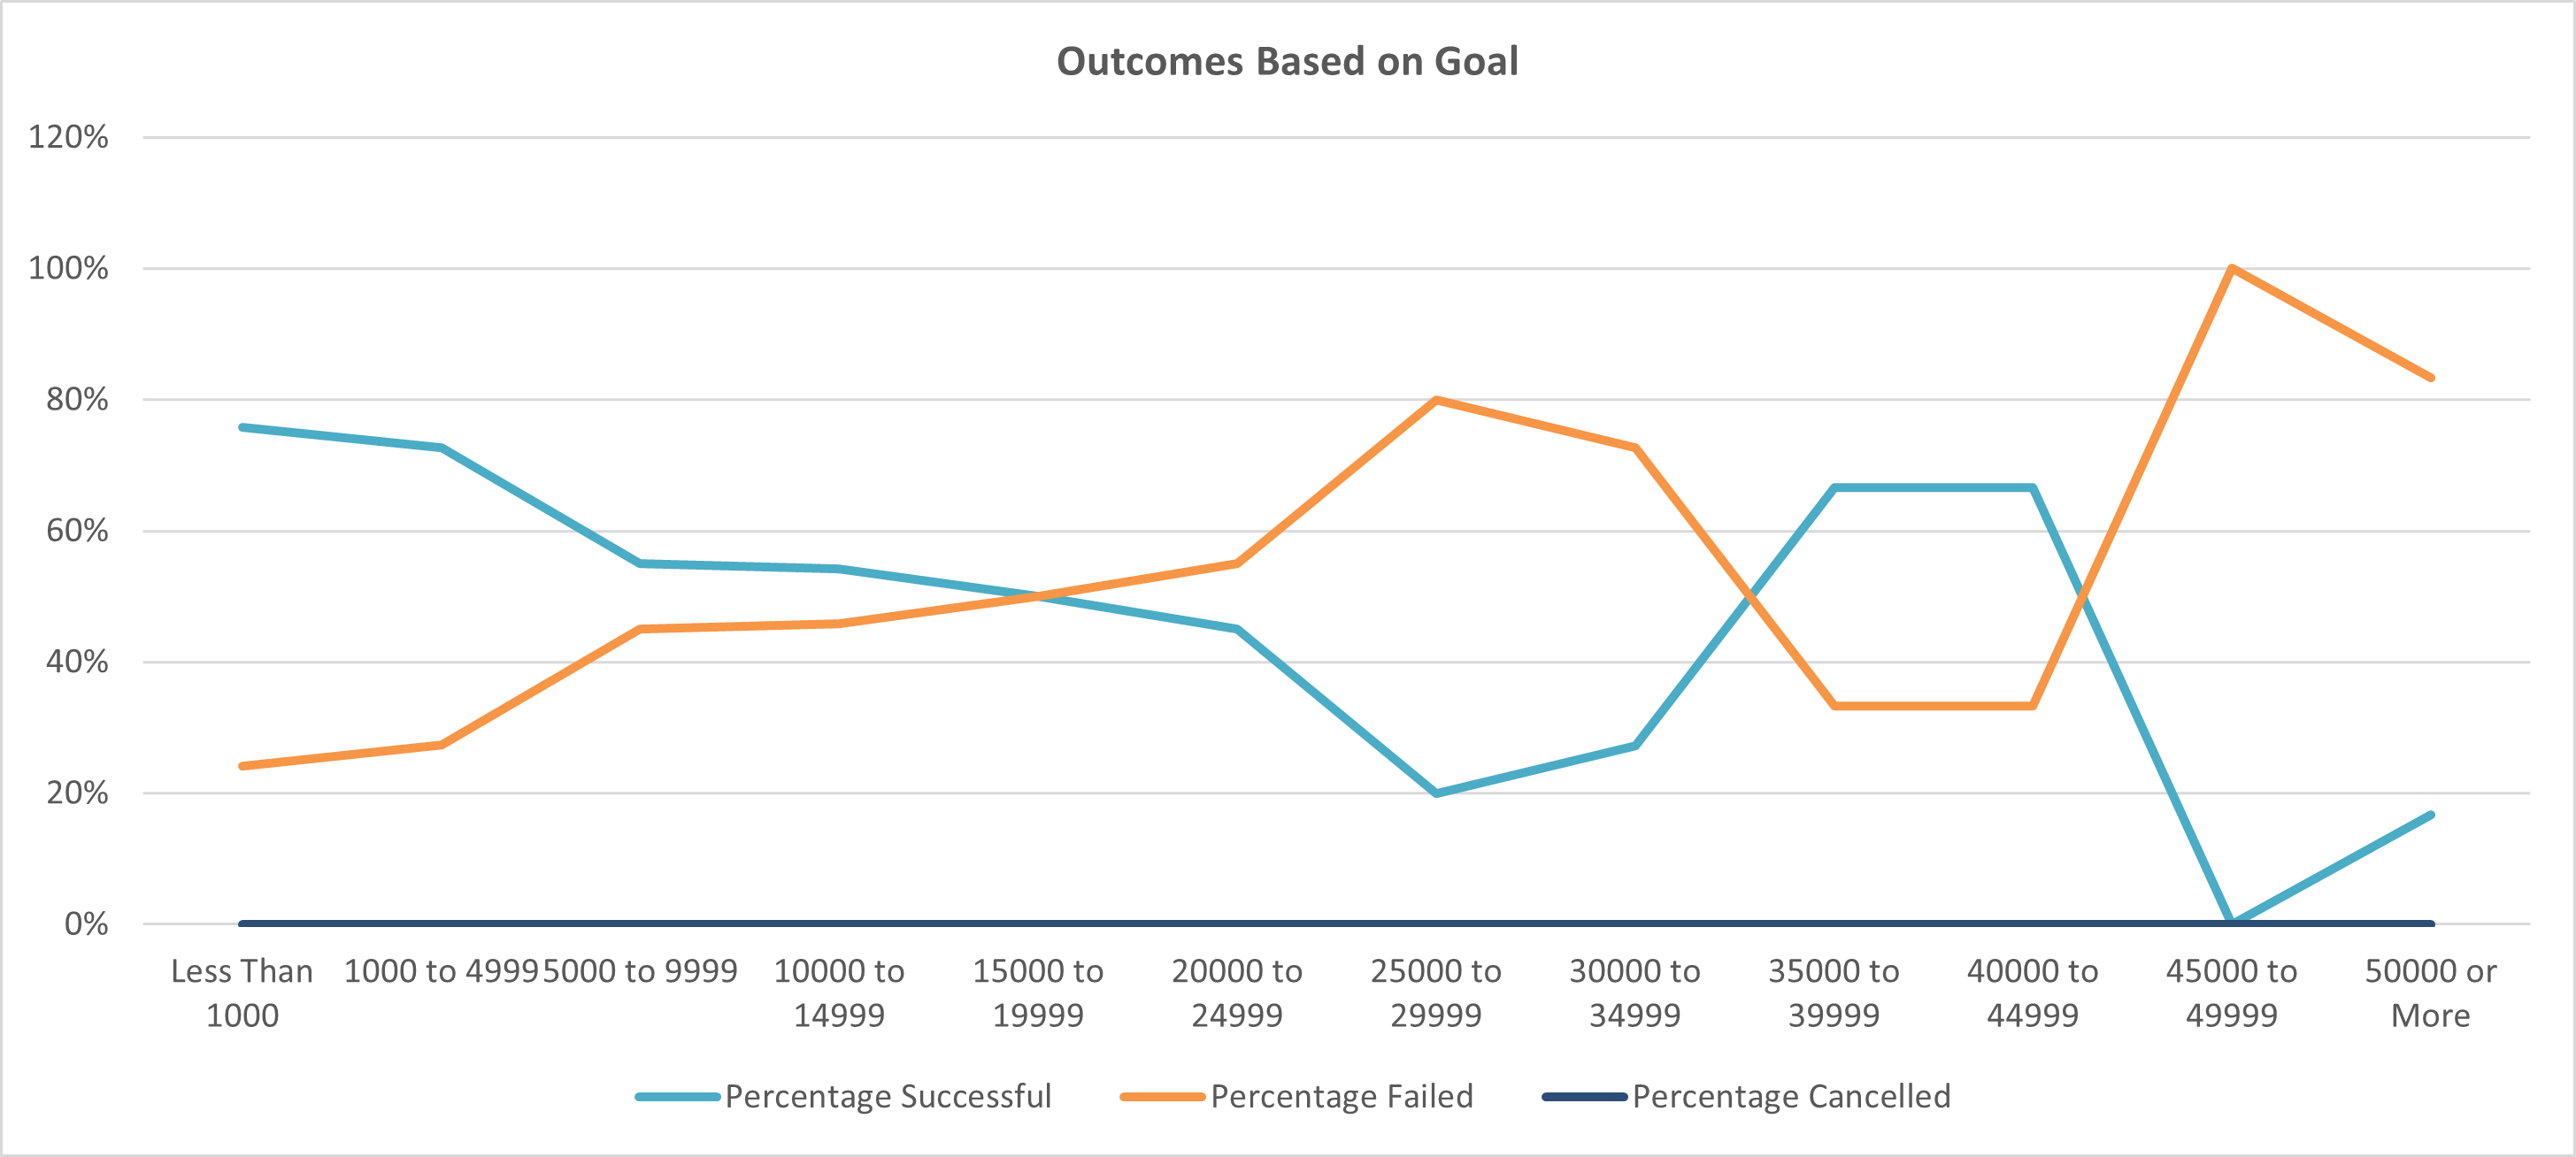 Outcomes Based on Goal
120%
100%
80%
60%
40%
20%
0%
Less Than
1000
1000 to 4999
5000 to 9999
10000 to
14999
15000 to
19999
20000 to
24999
25000 to
29999
30000 to
34999
35000 to
39999
40000 to
44999
45000 to
49999
50000 or
More
Percentage Successful
Percentage Failed
Percentage Cancelled